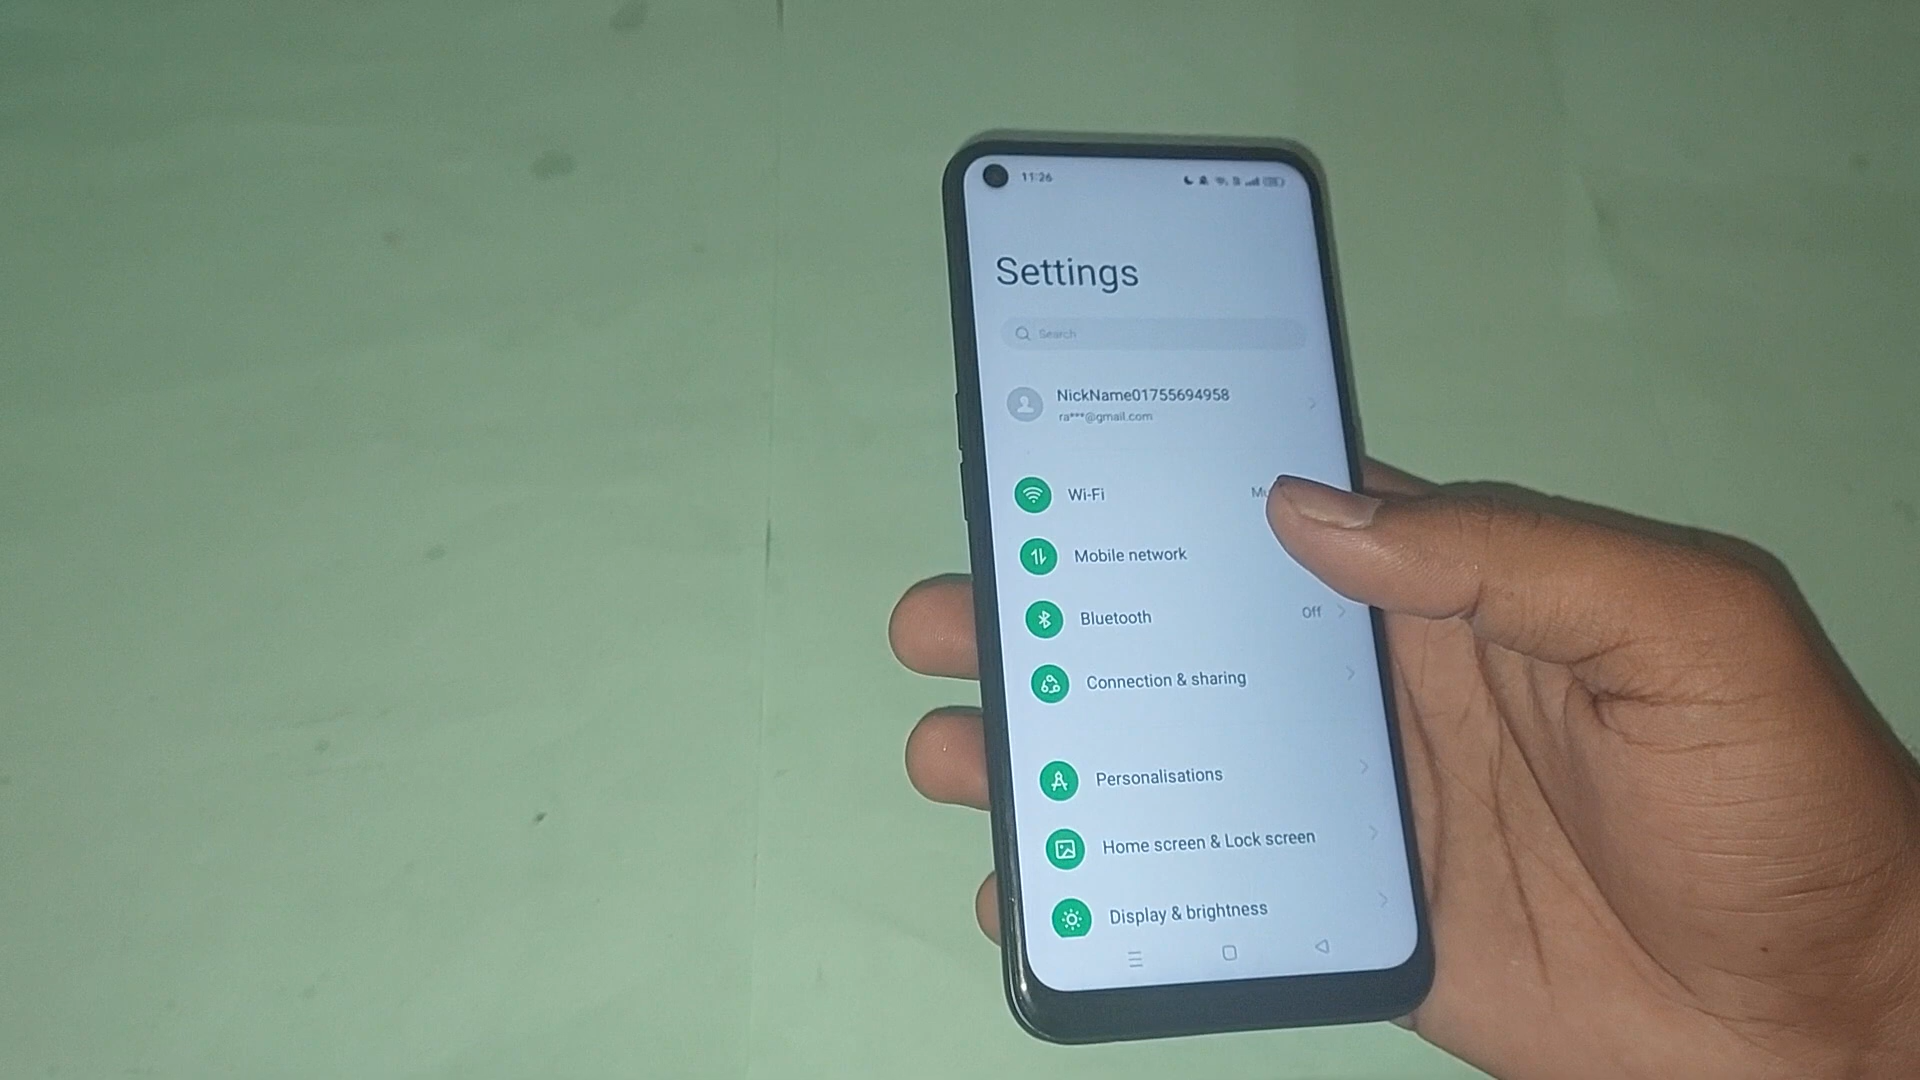 11:26
Settings
Search
NickName01755694958
ra***@gmail.com
Wi-Fi
Mobile network
Bluetooth Off
Connection & sharing
Personalisations
Home screen & Lock screen
Display & brightness